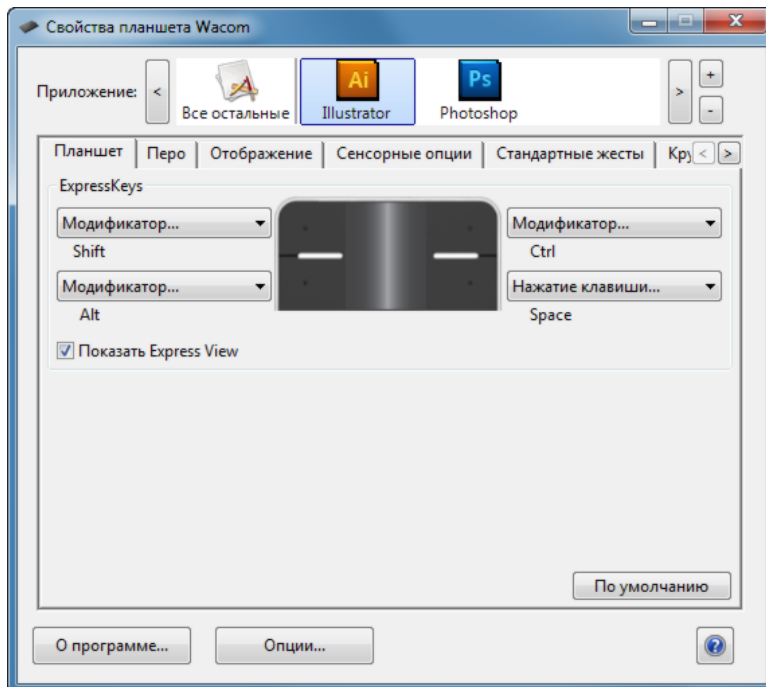 Свойства планшета Wacom
Приложение:
<
Ai
Все остальные
Illustrator
Ps
Photoshop
>
+
-
Планшет
Перо
Отображение
Сенсорные опции
Стандартные жесты
Кру
<
>
ExpressKeys
Модификатор...
Модификатор...
Shift
Ctrl
Модификатор...
Нажатие клавиши...
Alt
Space
Показать Express View
По умолчанию
О программе...
Опции...
?